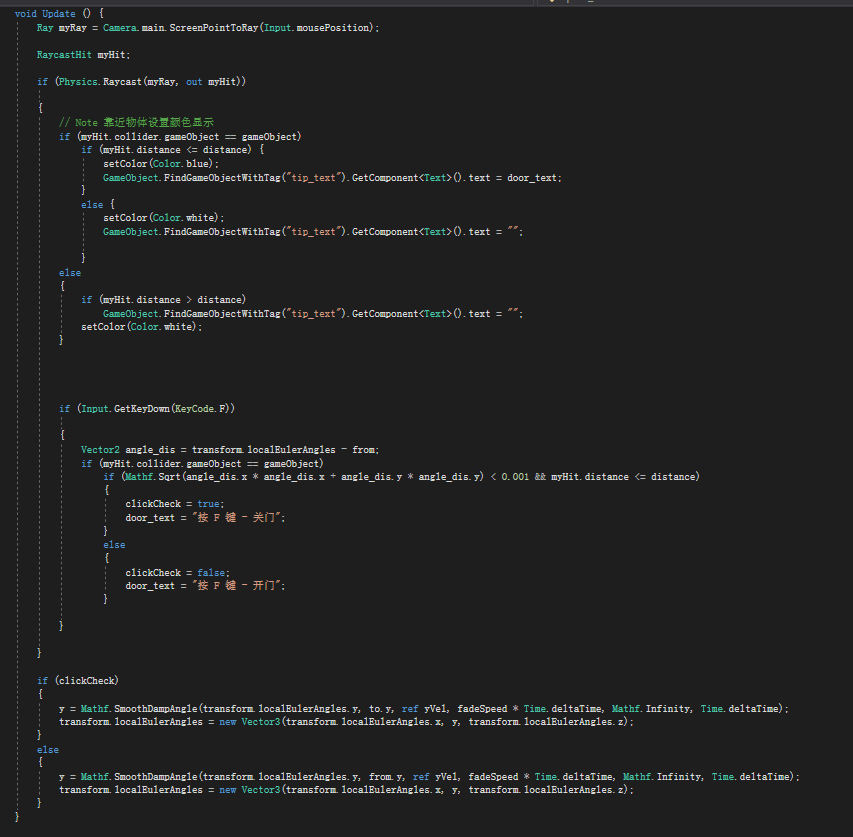 void Update () {
Ray myRay = Camera.main.ScreenPointToRay(Input.mousePosition);
RaycastHit myHit;
if (Physics.Raycast(myRay, out myHit))
{
// Note 靠近物体设置颜色显示
if (myHit.collider.gameObject == gameObject)
if (myHit.distance <= distance) {
setColor(Color.blue);
GameObject.FindGameObjectWithTag("tip_text").GetComponent<Text>().text = door_text;
}
else {
setColor(Color.white);
GameObject.FindGameObjectWithTag("tip_text").GetComponent<Text>().text = "";
}
else
{
if (myHit.distance > distance)
GameObject.FindGameObjectWithTag("tip_text").GetComponent<Text>().text = "";
setColor(Color.white);
}
if (Input.GetKeyDown(KeyCode.F))
{
Vector2 angle_dis = transform.localEulerAngles - from;
if (myHit.collider.gameObject == gameObject)
if (Mathf.Sqrt(angle_dis.x * angle_dis.x + angle_dis.y * angle_dis.y) < 0.001 && myHit.distance <= distance)
{
clickCheck = true;
door_text = "按 F 键 - 关门";
}
else
{
clickCheck = false;
door_text = "按 F 键 - 开门";
}
}
}
if (clickCheck)
{
y = Mathf.SmoothDampAngle(transform.localEulerAngles.y, to.y, ref yVel, fadeSpeed * Time.deltaTime, Mathf.Infinity, Time.deltaTime);
transform.localEulerAngles = new Vector3(transform.localEulerAngles.x, y, transform.localEulerAngles.z);
}
else
{
y = Mathf.SmoothDampAngle(transform.localEulerAngles.y, from.y, ref yVel, fadeSpeed * Time.deltaTime, Mathf.Infinity, Time.deltaTime);
transform.localEulerAngles = new Vector3(transform.localEulerAngles.x, y, transform.localEulerAngles.z);
}
}